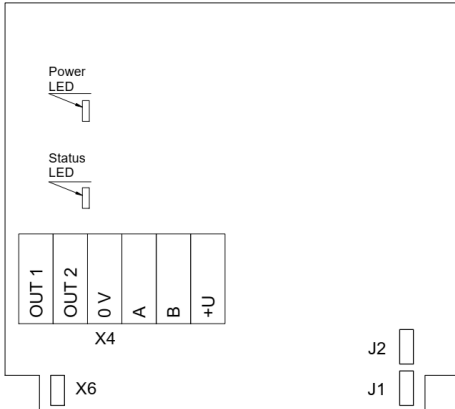 Power
LED
Status
LED
OUT 1
OUT 2
0 V
A
B
+U
X4
J2
X6
J1